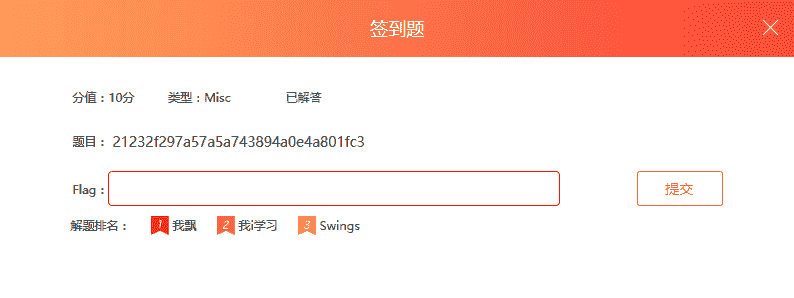 签到题
分值：10分 类型：Misc 已解答
题目： 21232f297a57a5a743894a0e4a801fc3
Flag： 提交
解题排名： 1 我飘 2 我i学习 3 Swings